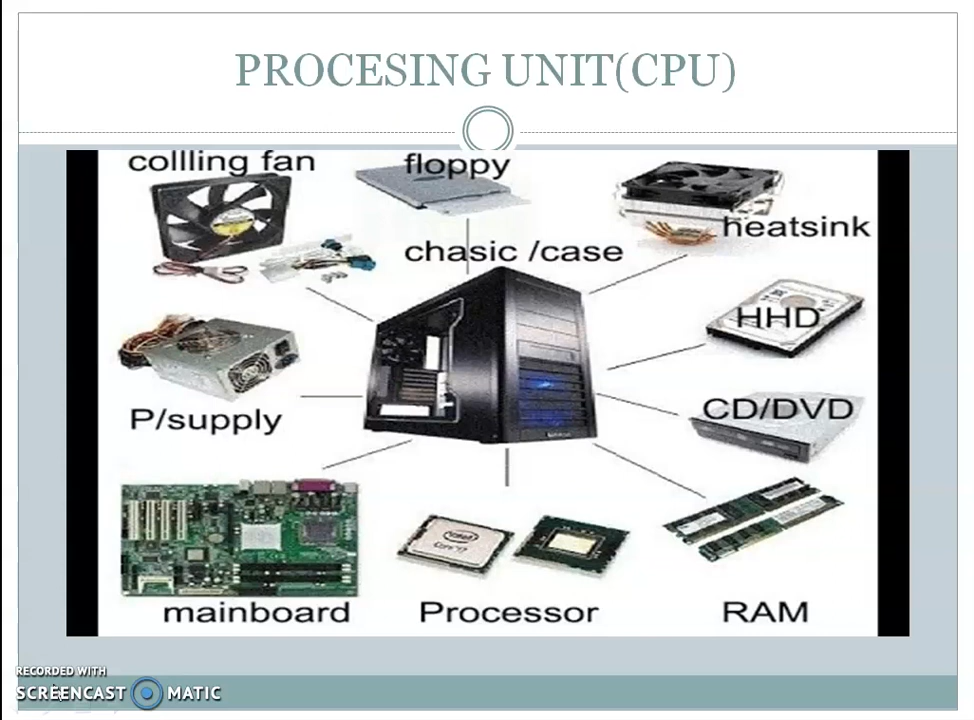 PROCESING UNIT(CPU)
collling fan
floppy
heatsink
chasic /case
HHD
P/supply
CD/DVD
mainboard
Processor
RAM
RECORDED WITH
SCREENCAST MATIC